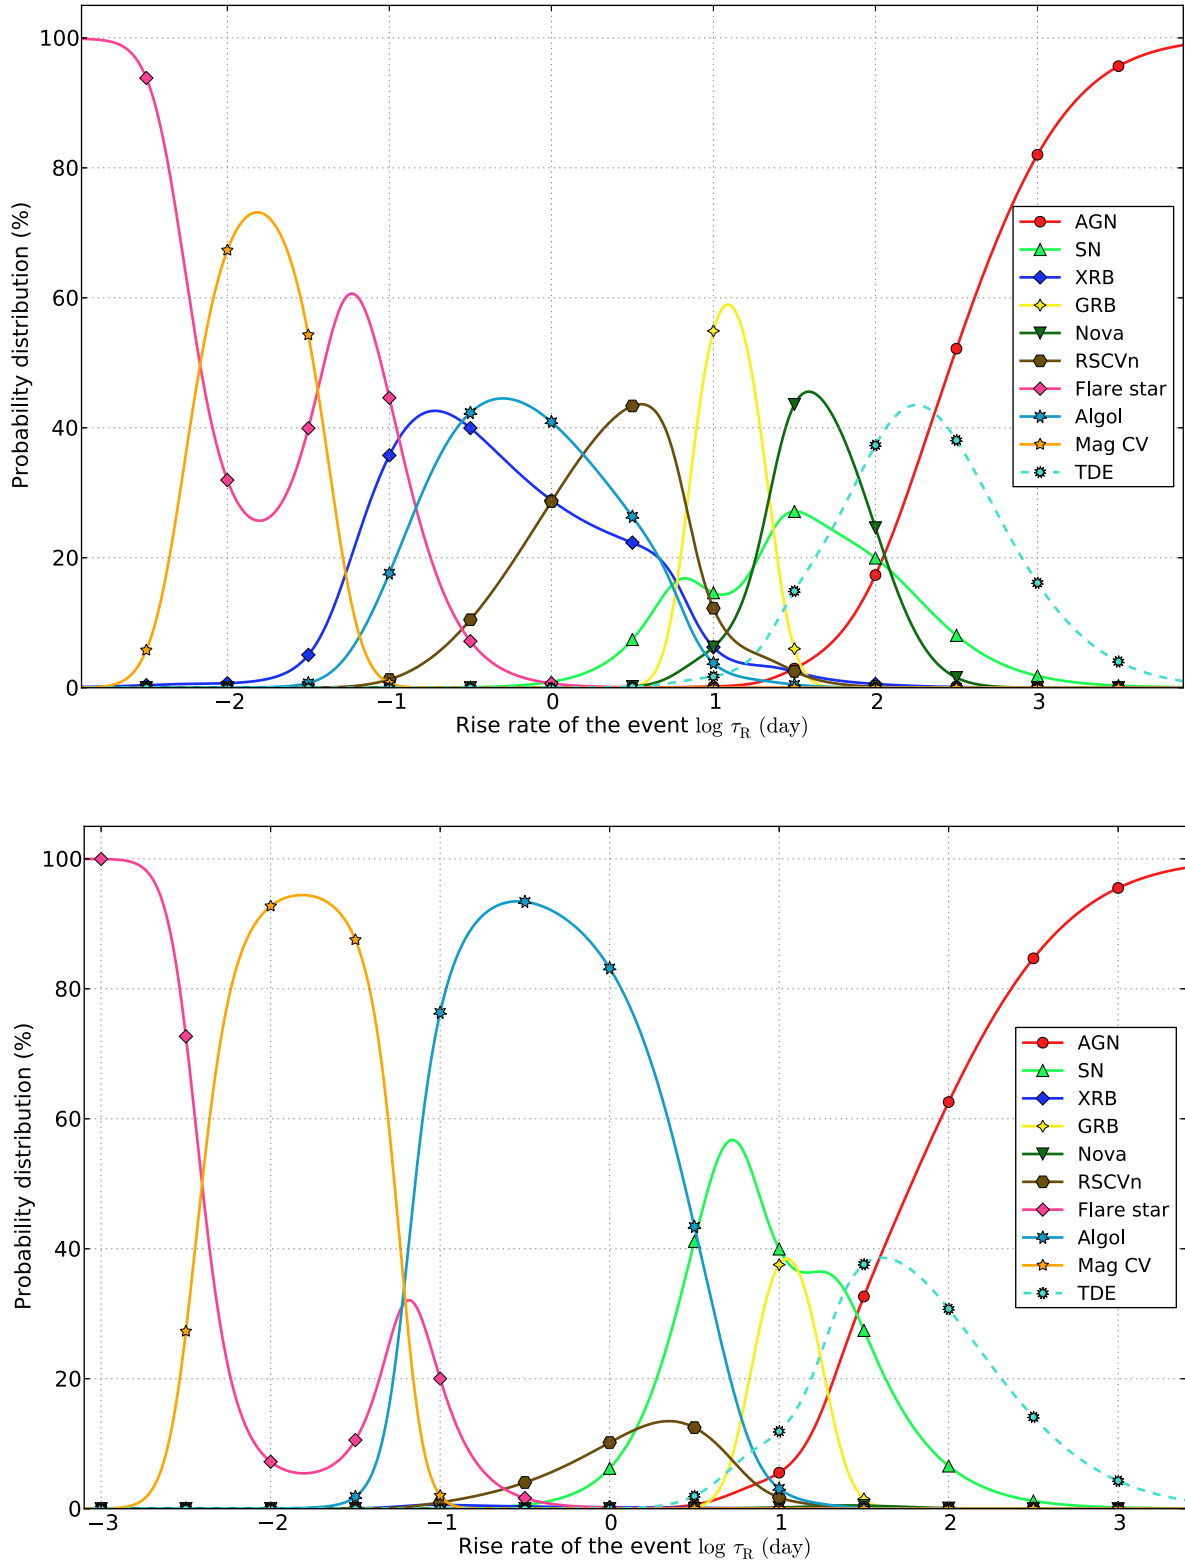 100
80
60
40
20
0
Probability distribution (%)
AGN
SN
XRB
GRB
Nova
RSCVn
Flare star
Algol
Mag CV
TDE
−2 −1 0 1 2 3
Rise rate of the event log τR (day)
100
80
60
40
20
0
Probability distribution (%)
AGN
SN
XRB
GRB
Nova
RSCVn
Flare star
Algol
Mag CV
TDE
−3 −2 −1 0 1 2 3
Rise rate of the event log τR (day)